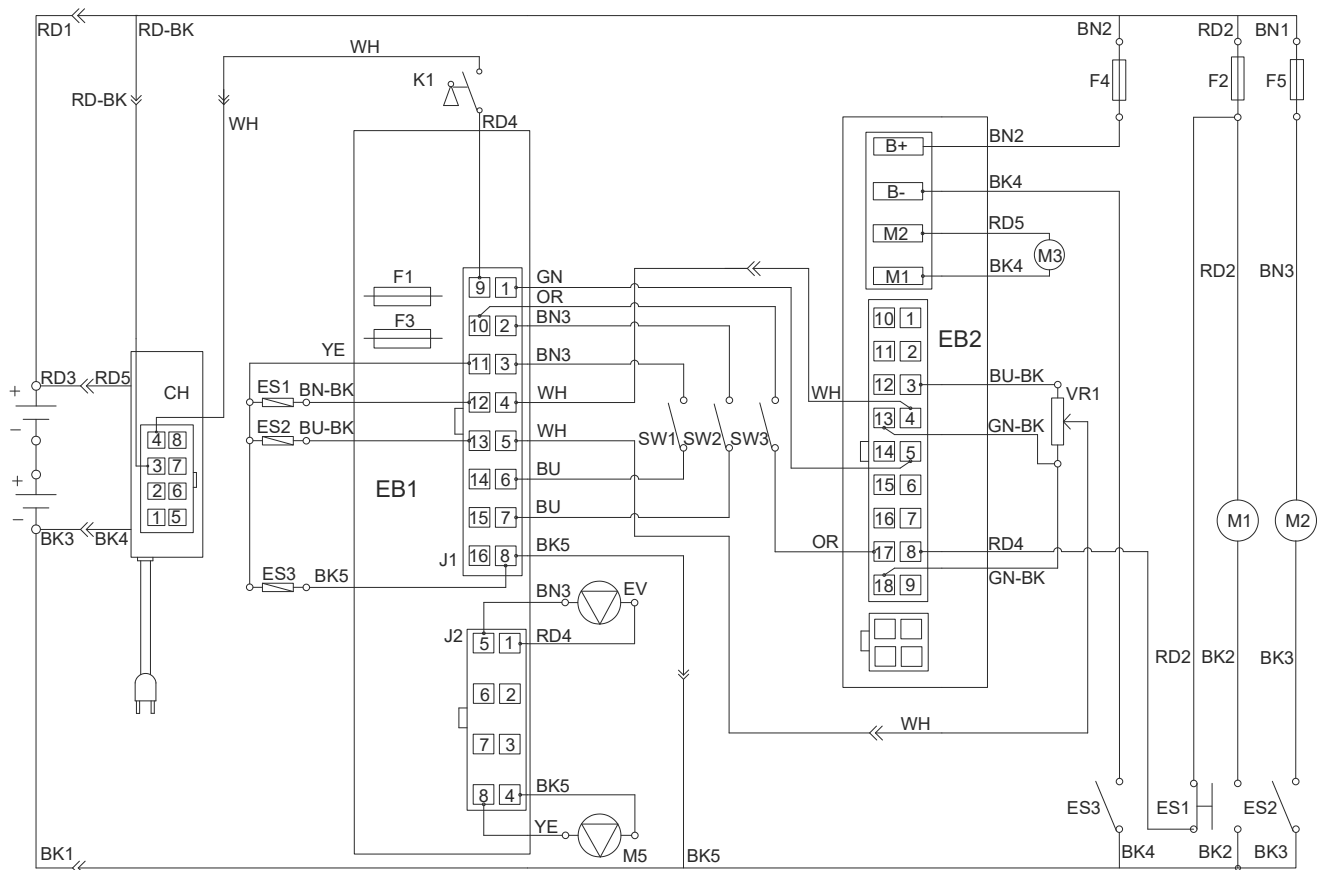 RD1
RD-BK
WH
K1
RD-BK
WH
RD4
BN2
RD2
BN1
F4
F2
F5
B+
BN2
B-
BK4
M2
RD5
M3
M1
BK4
RD2
BN3
F1
F3
9 1
GN
OR
10 2
BN3
YE
11 3
BN3
ES1
BN-BK
12 4
WH
ES2
BU-BK
13 5
WH
EB1
14 6
BU
15 7
BU
16 8
BK5
J1
ES3
BK5
SW1
SW2
SW3
EB2
10 1
11 2
12 3
BU-BK
VR1
WH
13 4
GN-BK
14 5
15 6
16 7
OR
17 8
RD4
18 9
GN-BK
RD3
RD5
CH
4 8
3 7
2 6
1 5
+
-
+
-
BK3
BK4
M1
M2
BN3
EV
J2
5 1
RD4
6 2
7 3
8 4
BK5
YE
M5
WH
RD2
BK2
BK3
ES3
ES1
ES2
BK1
BK5
BK4
BK2
BK3